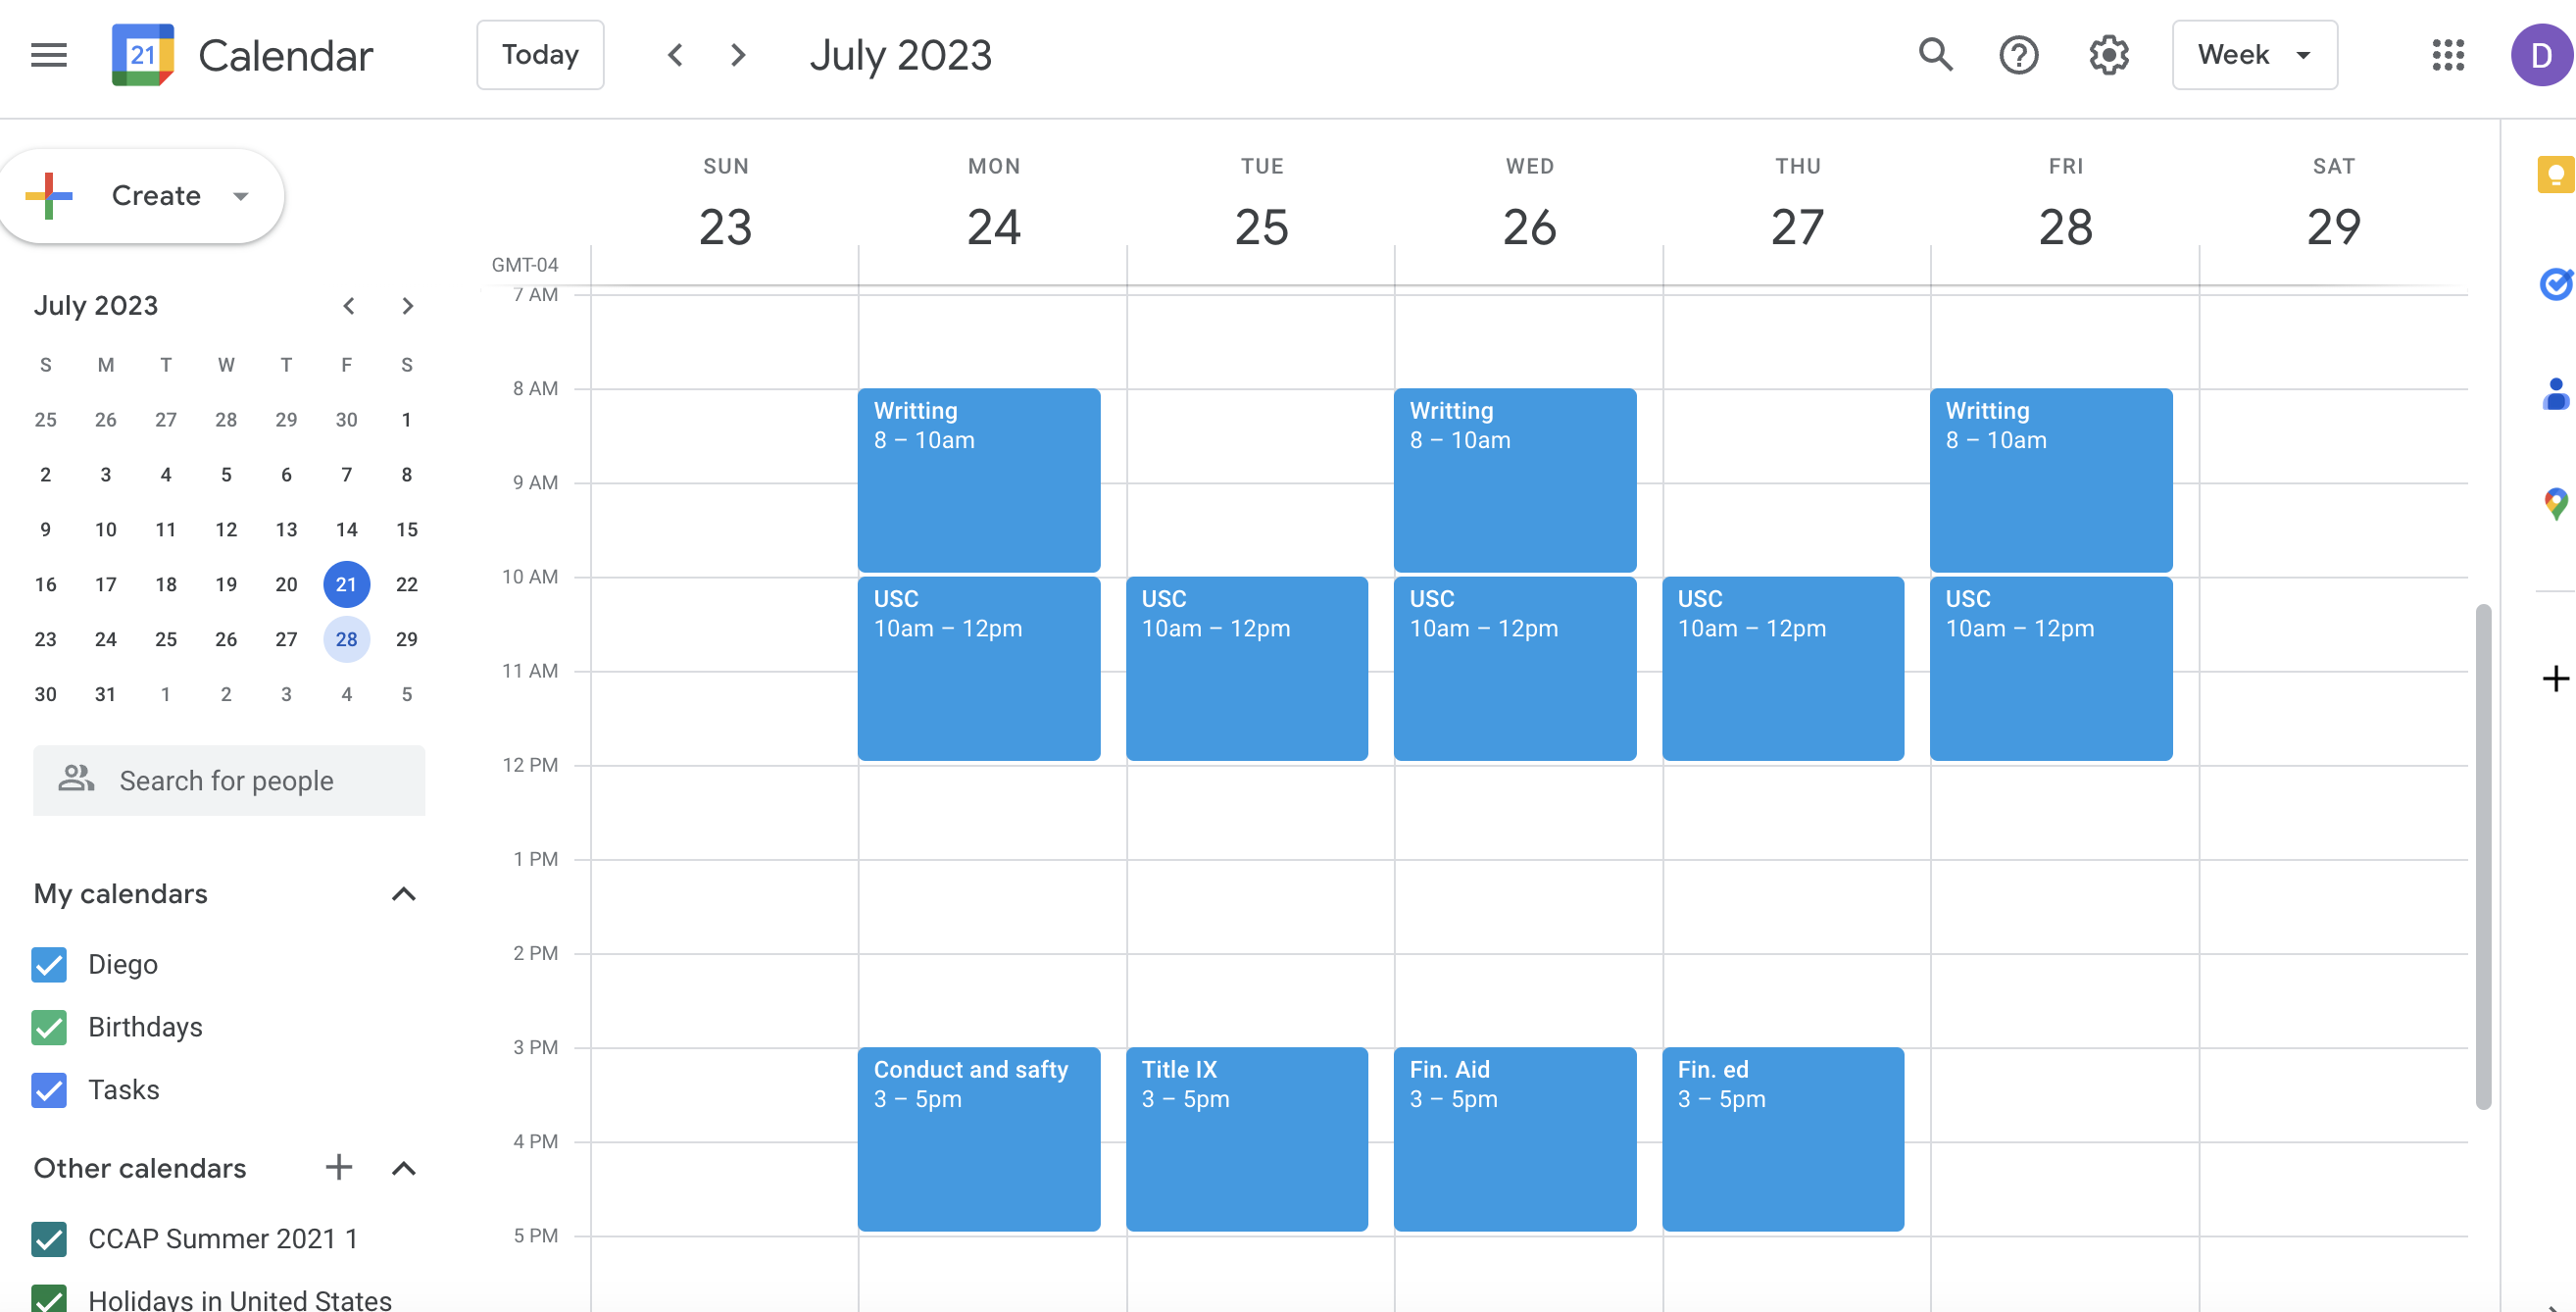 21 Calendar Today July 2023 Week D
Create
July 2023
S M T W T F S
25 26 27 28 29 30 1
2 3 4 5 6 7 8
9 10 11 12 13 14 15
16 17 18 19 20 21 22
23 24 25 26 27 28 29
30 31 1 2 3 4 5
Search for people
My calendars
Diego
Birthdays
Tasks
Other calendars
CCAP Summer 2021 1
Holidays in United States
SUN MON TUE WED THU FRI SAT
23 24 25 26 27 28 29
GMT-04
7 AM
8 AM
Writting Writting Writting
8 – 10am 8 – 10am 8 – 10am
9 AM
10 AM
USC USC USC USC USC
10am – 12pm 10am – 12pm 10am – 12pm 10am – 12pm 10am – 12pm
11 AM
12 PM
1 PM
2 PM
3 PM
Conduct and safty Title IX Fin. Aid Fin. ed
3 – 5pm 3 – 5pm 3 – 5pm 3 – 5pm
4 PM
5 PM